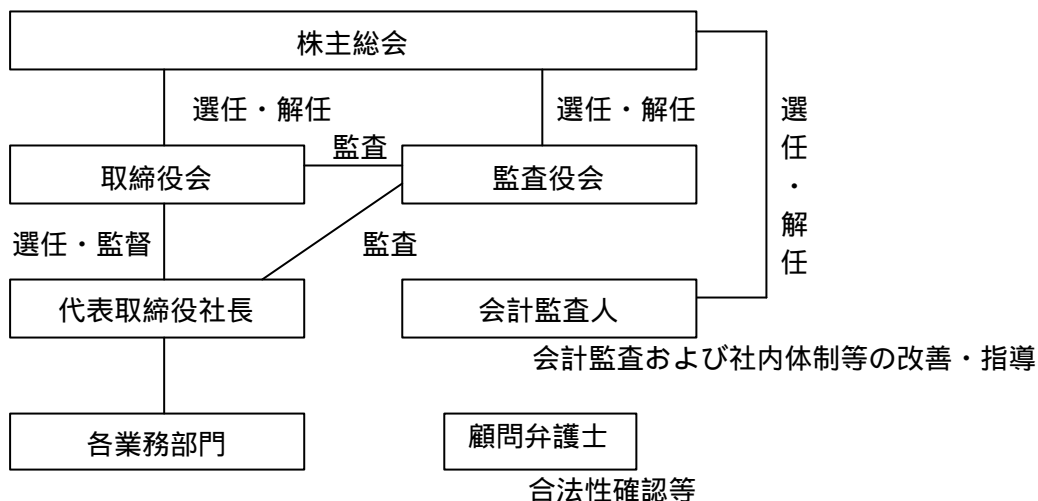 株主総会
選任・解任
選任・解任
選任・解任
監査
取締役会
監査役会
選任・監督
監査
代表取締役社長
会計監査人
会計監査および社内体制等の改善・指導
各業務部門
顧問弁護士
合法性確認等